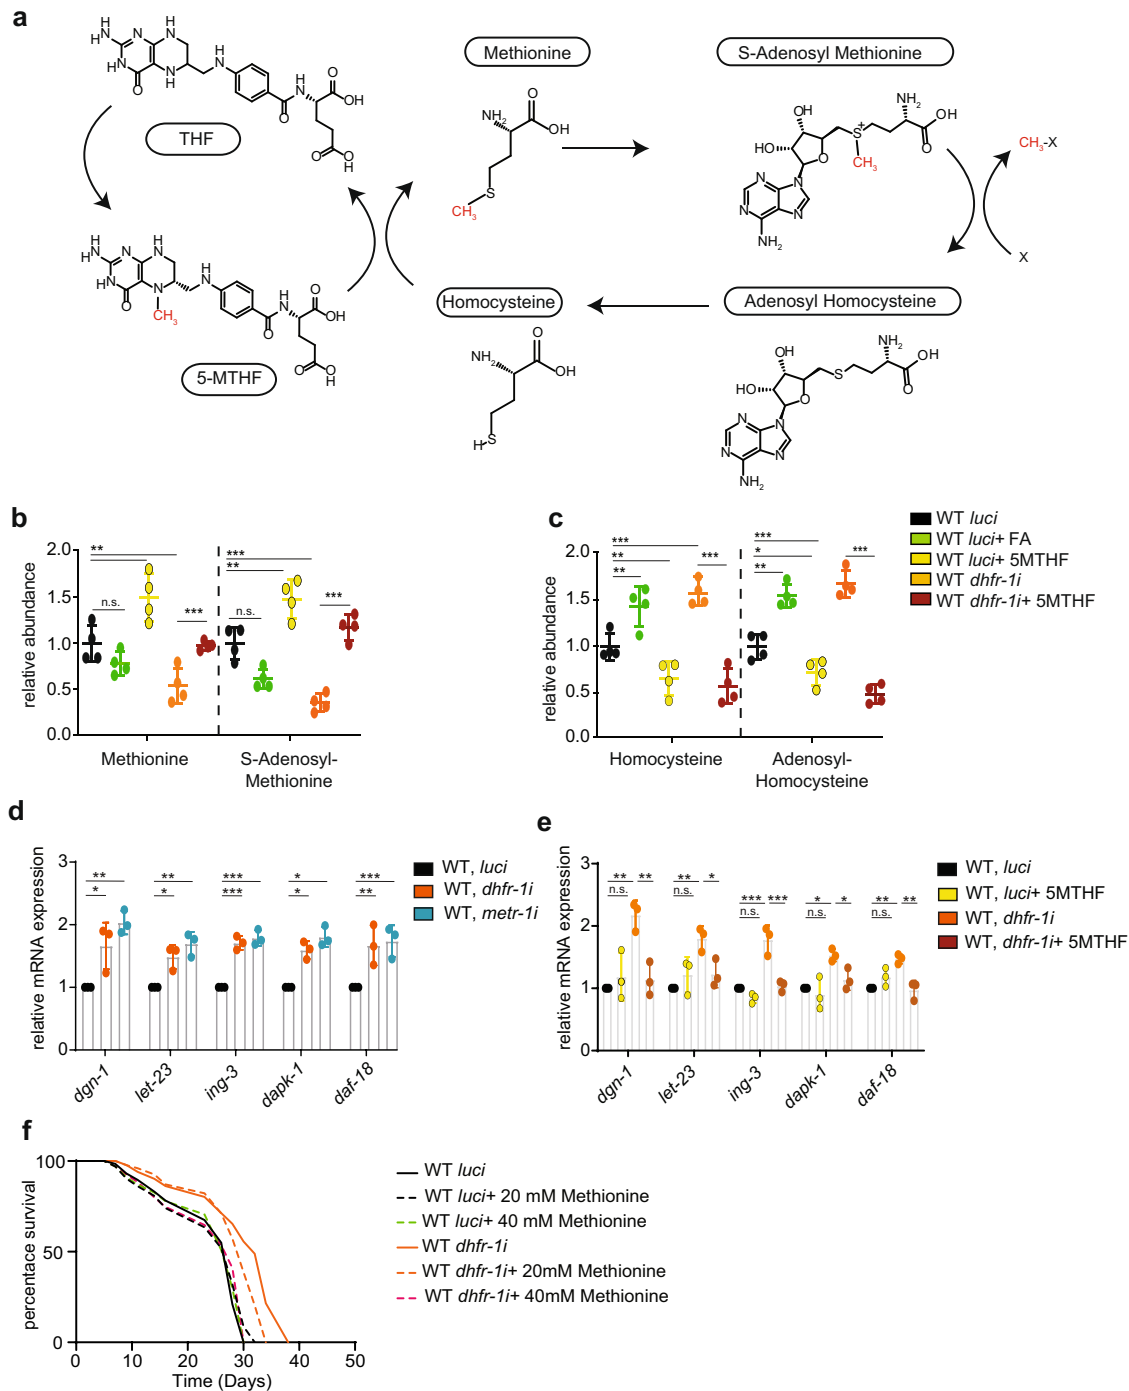 a
THF
5-MTHF
Methionine
S-Adenosyl Methionine
Homocysteine
Adenosyl Homocysteine
CH3-X
X
b
relative abundance
2.0
1.5
1.0
0.5
0.0
**
n.s.
***
***
**
n.s.
***
Methionine
S-Adenosyl-
Methionine
c
relative abundance
2.0
1.5
1.0
0.5
0.0
***
**
**
***
***
*
**
***
Homocysteine
Adenosyl-
Homocysteine
WT luci
WT luci+ FA
WT luci+ 5MTHF
WT dhfr-1i
WT dhfr-1i+ 5MTHF
d
relative mRNA expression
3
2
1
0
**
*
**
*
***
***
*
*
***
**
dgn-1
let-23
ing-3
dapk-1
daf-18
WT, luci
WT, dhfr-1i
WT, metr-1i
e
relative mRNA expression
3
2
1
0
** **
n.s.
** *
n.s.
*** ***
n.s.
* *
n.s.
** **
n.s.
dgn-1
let-23
ing-3
dapk-1
daf-18
WT, luci
WT, luci+ 5MTHF
WT, dhfr-1i
WT, dhfr-1i+ 5MTHF
f
percentace survival
100
50
0
0 10 20 30 40 50
Time (Days)
WT luci
WT luci+ 20 mM Methionine
WT luci+ 40 mM Methionine
WT dhfr-1i
WT dhfr-1i+ 20mM Methionine
WT dhfr-1i+ 40mM Methionine